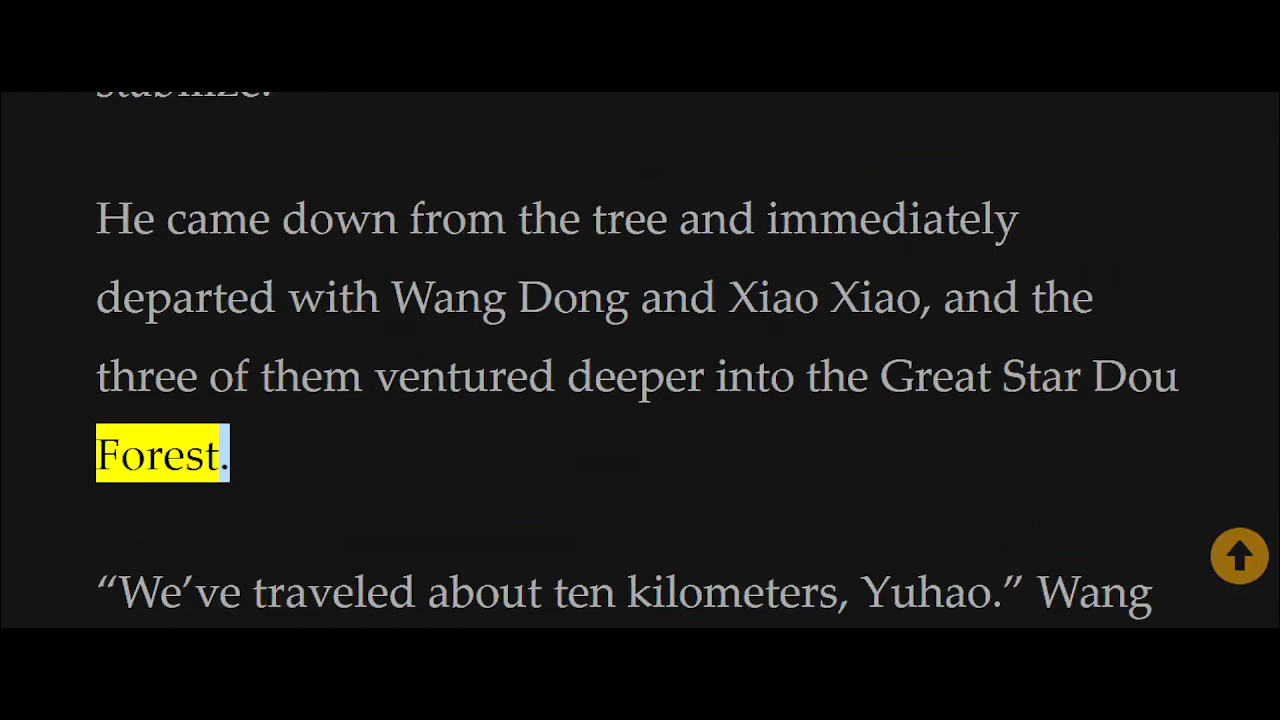 stabilize.
He came down from the tree and immediately
departed with Wang Dong and Xiao Xiao, and the
three of them ventured deeper into the Great Star Dou
Forest.
“We’ve traveled about ten kilometers, Yuhao.” Wang